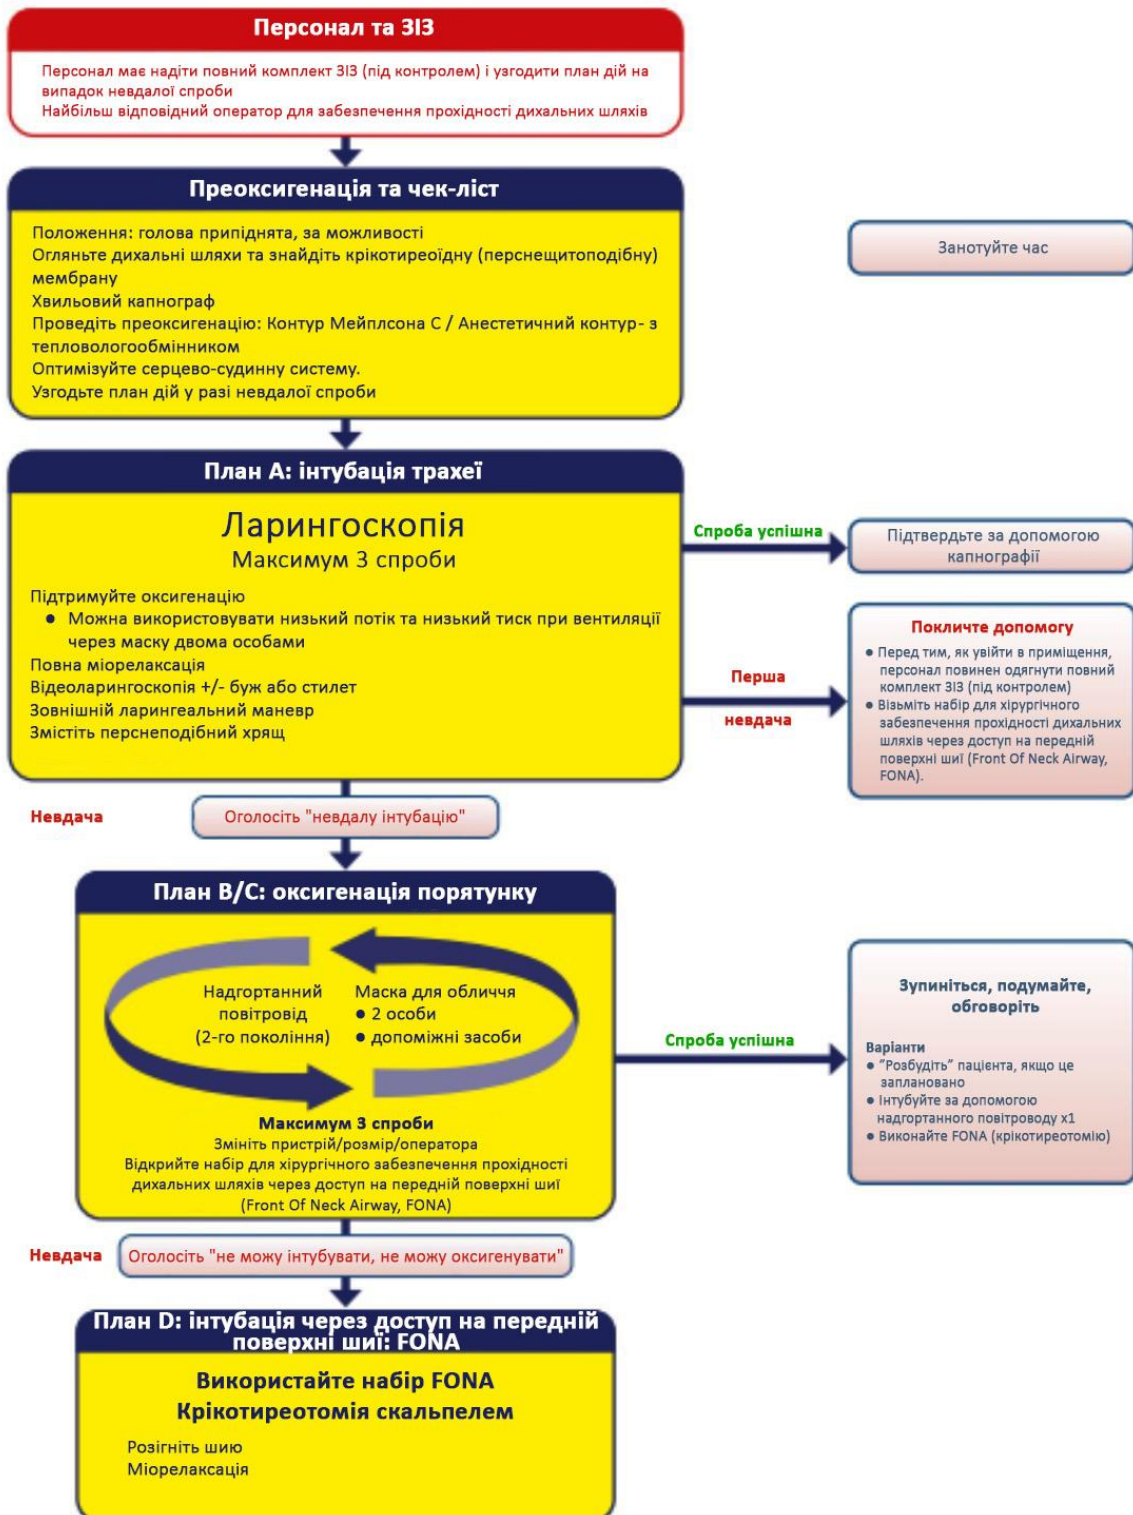 Персонал та ЗІЗ
Персонал має надіти повний комплект ЗІЗ (під контролем) і узгодити план дій на
випадок невдалої спроби
Найбільш відповідний оператор для забезпечення прохідності дихальних шляхів
Преоксигенація та чек-ліст
Положення: голова припіднята, за можливості
Огляньте дихальні шляхи та знайдіть крікотиреоїдну (перснещитоподібну)
мембрану
Хвильовий капнограф
Проведіть преоксигенацію: Контур Мейплсона С / Анестетичний контур- з
тепловологообмінником
Оптимізуйте серцево-судинну систему.
Узгодьте план дій у разі невдалої спроби
Занотуйте час
План А: інтубація трахеї
Ларингоскопія
Максимум 3 спроби
Підтримуйте оксигенацію
● Можна використовувати низький потік та низький тиск при вентиляції
через маску двома особами
Повна міорелаксація
Відеоларингоскопія +/- буж або стилет
Зовнішній ларингеальний маневр
Змістіть перснеподібний хрящ
Спроба успішна
Підтвердьте за допомогою
капнографії
Перша
невдача
Покличте допомогу
● Перед тим, як увійти в приміщення,
персонал повинен одягнути повний
комплект ЗІЗ (під контролем)
● Візьміть набір для хірургічного
забезпечення прохідності дихальних
шляхів через доступ на передній
поверхні шиї (Front Of Neck Airway,
FONA).
Невдача
Оголосіть "невдалу інтубацію"
План В/С: оксигенація порятунку
Надгортанний
повітровід
(2-го покоління)
Маска для обличчя
● 2 особи
● допоміжні засоби
Максимум 3 спроби
Змініть пристрій/розмір/оператора
Відкрийте набір для хірургічного забезпечення прохідності
дихальних шляхів через доступ на передній поверхні шиї
(Front Of Neck Airway, FONA)
Спроба успішна
Зупиніться, подумайте,
обговоріть
Варіанти
● "Розбудіть" пацієнта, якщо це
заплановано
● Інтубуйте за допомогою
надгортанного повітроводу х1
● Виконайте FONA (крікотиреотомію)
Невдача
Оголосіть "не можу інтубувати, не можу оксигенувати"
План D: інтубація через доступ на передній
поверхні шиї: FONA
Використайте набір FONA
Крікотиреотомія скальпелем
Розігніть шию
Міорелаксація